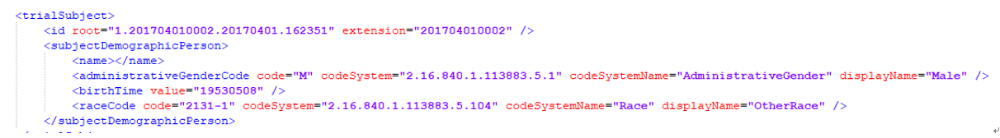 <trialSubject>
<id root="1.201704010002.20170401.162351" extension="201704010002" />
<subjectDemographicPerson>
<name></name>
<administrativeGenderCode code="M" codeSystem="2.16.840.1.113883.5.1" codeSystemName="AdministrativeGender" displayName="Male" />
<birthTime value="19530508" />
<raceCode code="2131-1" codeSystem="2.16.840.1.113883.5.104" codeSystemName="Race" displayName="OtherRace" />
</subjectDemographicPerson>